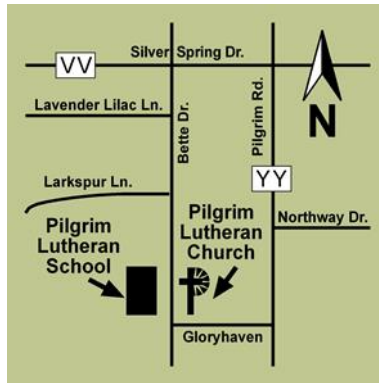 Silver Spring Dr.
VV
Lavender Lilac Ln.
Bette Dr.
Pilgrim Rd.
N
Larkspur Ln.
YY
Pilgrim
Lutheran
School
Pilgrim
Lutheran
Church
Northway Dr.
Gloryhaven